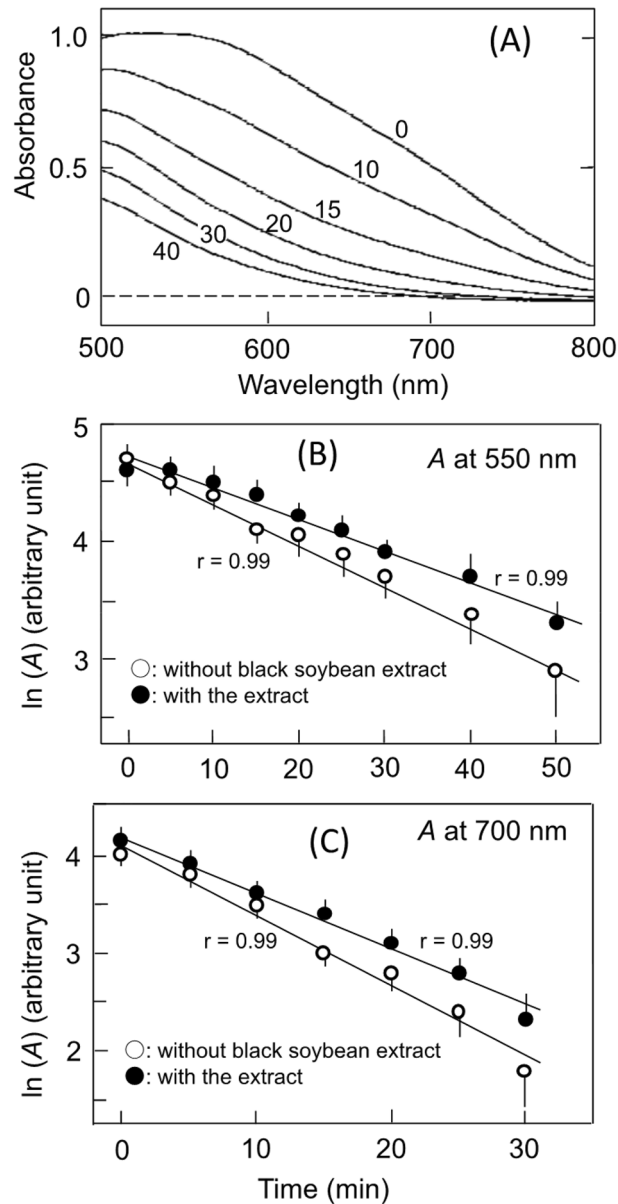 (A)
Absorbance
1.0
0.5
0
0
10
15
20
30
40
500
600
700
800
Wavelength (nm)
(B)
A at 550 nm
ln (A) (arbitrary unit)
5
4
3
r = 0.99
r = 0.99
: without black soybean extract
: with the extract
0
10
20
30
40
50
(C)
A at 700 nm
ln (A) (arbitrary unit)
4
3
2
r = 0.99
r = 0.99
: without black soybean extract
: with the extract
0
10
20
30
Time (min)